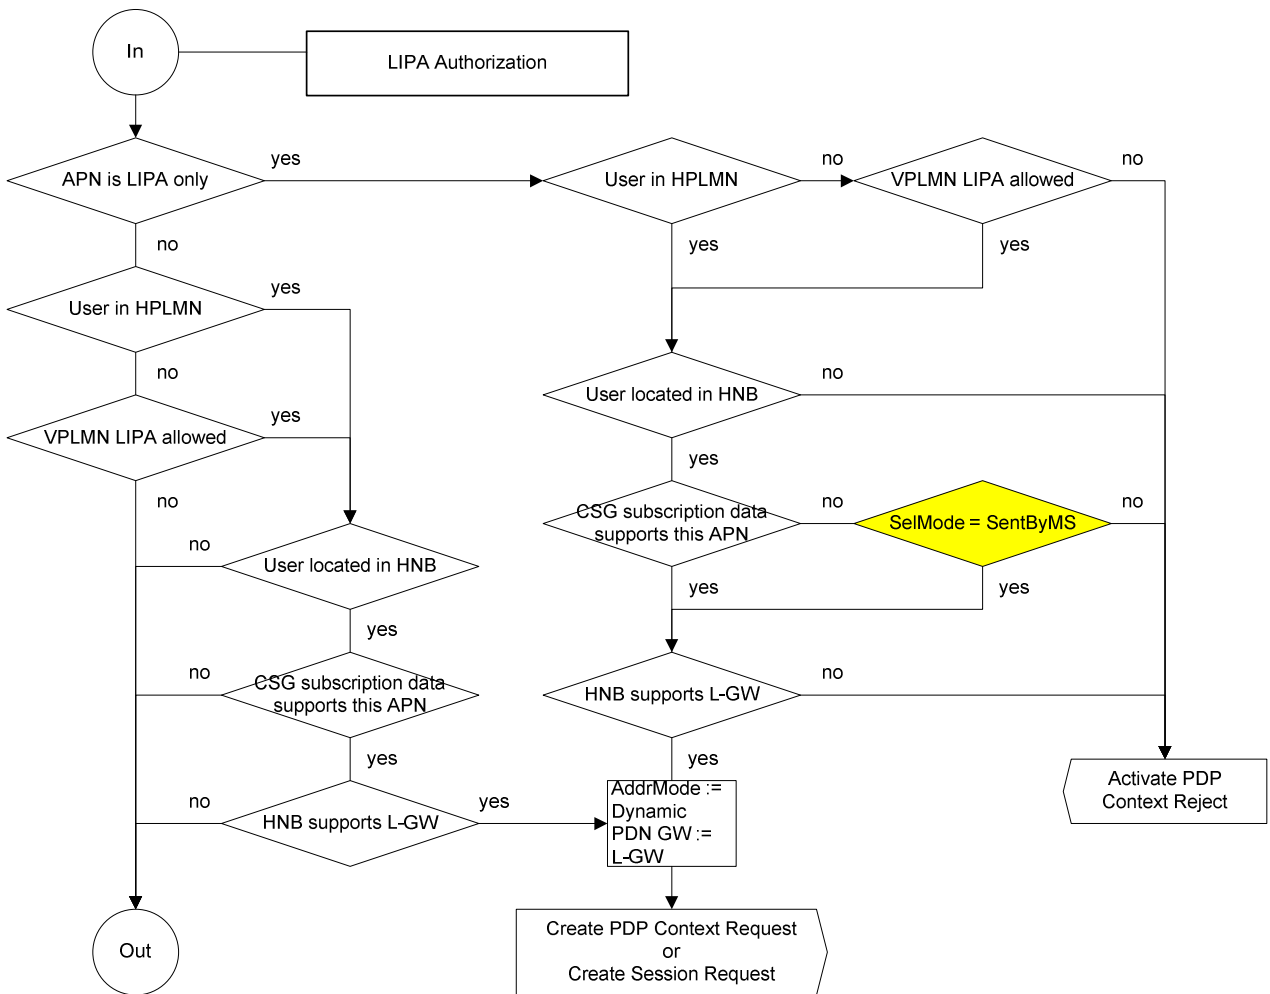 In
LIPA Authorization
APN is LIPA only
yes
User in HPLMN
no
VPLMN LIPA allowed
no
no
yes
yes
User in HPLMN
yes
no
User located in HNB
no
VPLMN LIPA allowed
yes
yes
no
CSG subscription data
supports this APN
no
SelMode = SentByMS
no
no
User located in HNB
yes
yes
yes
no
CSG subscription data
supports this APN
HNB supports L-GW
no
yes
yes
no
HNB supports L-GW
yes
AddrMode :=
Dynamic
PDN GW :=
L-GW
Activate PDP
Context Reject
Out
Create PDP Context Request
or
Create Session Request